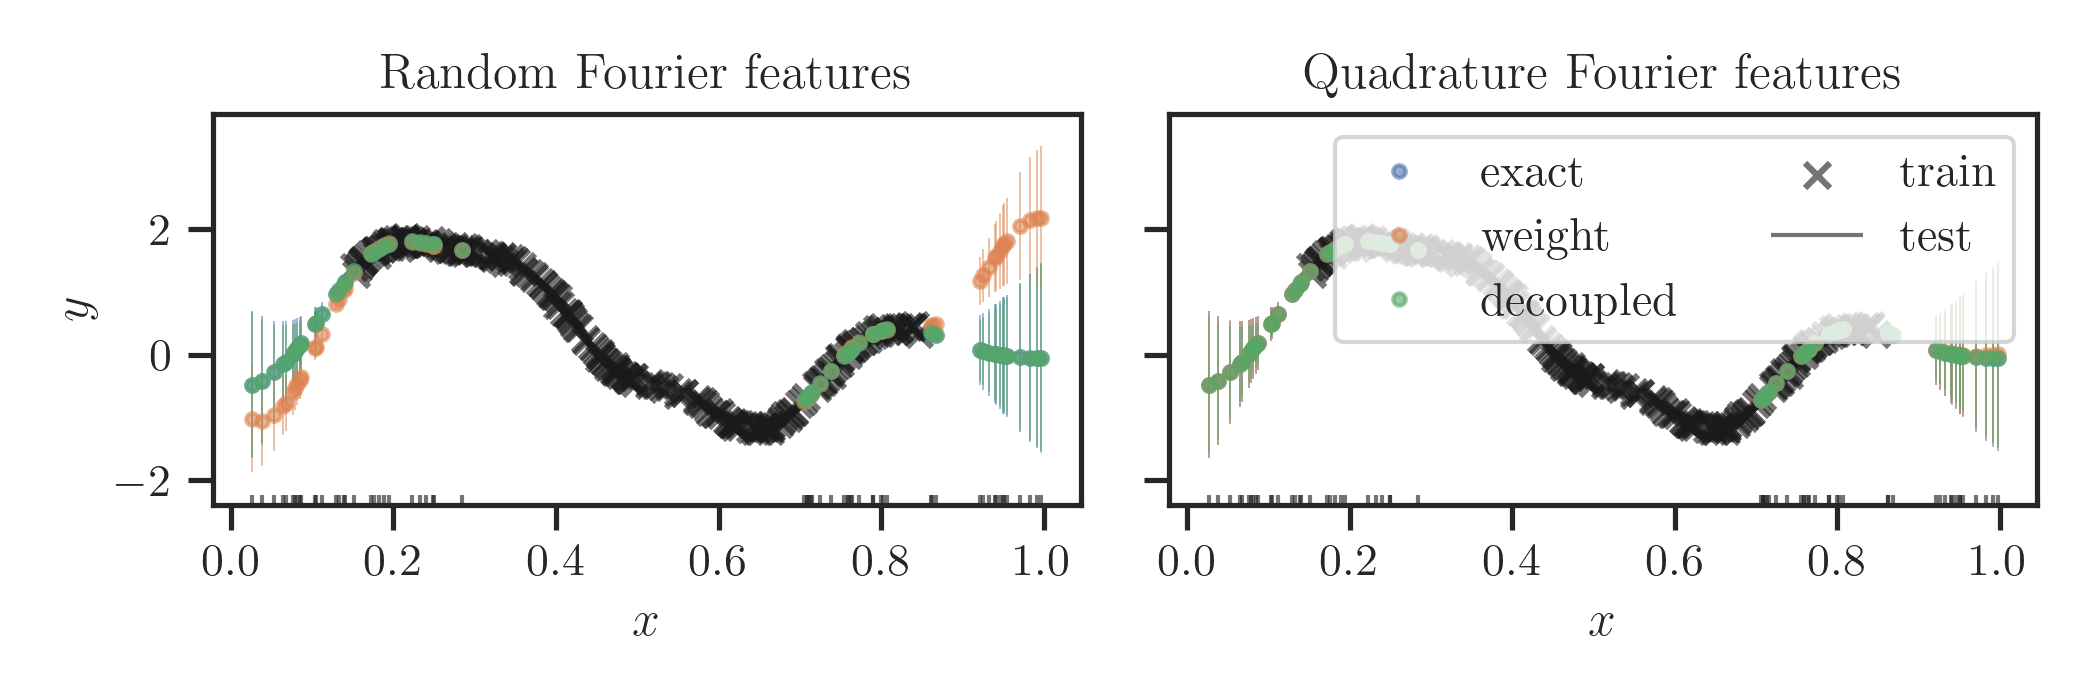 Random Fourier features
Quadrature Fourier features
exact
weight
decoupled
train
test
y
2
0
−2
0.0 0.2 0.4 0.6 0.8 1.0
0.0 0.2 0.4 0.6 0.8 1.0
x
x